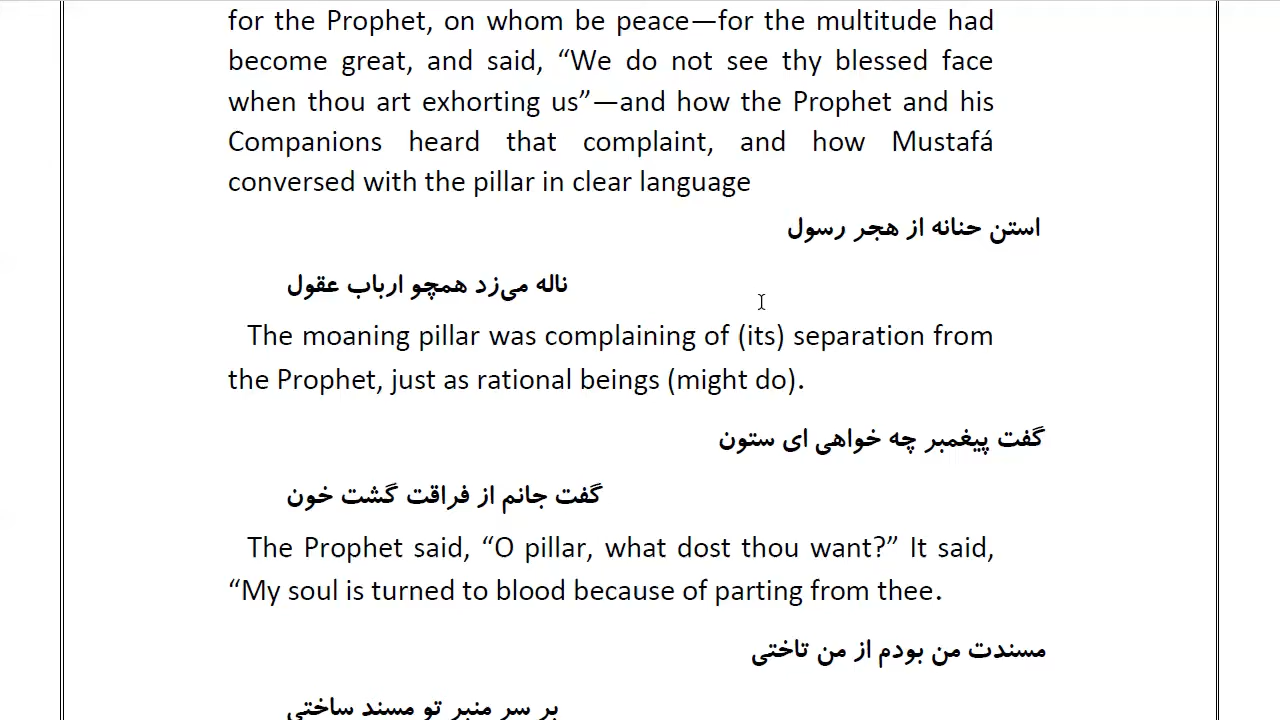 for the Prophet, on whom be peace—for the multitude had
become great, and said, “We do not see thy blessed face
when thou art exhorting us”—and how the Prophet and his
Companions heard that complaint, and how Mustafá
conversed with the pillar in clear language
استن حنانه از هجر رسول
ناله می‌زد همچو ارباب عقول
The moaning pillar was complaining of (its) separation from
the Prophet, just as rational beings (might do).
گفت پیغمبر چه خواهی ای ستون
گفت جانم از فراقت گشت خون
The Prophet said, “O pillar, what dost thou want?” It said,
“My soul is turned to blood because of parting from thee.
مسندت من بودم از من تاختی
بر سر منبر تو مسند ساختی